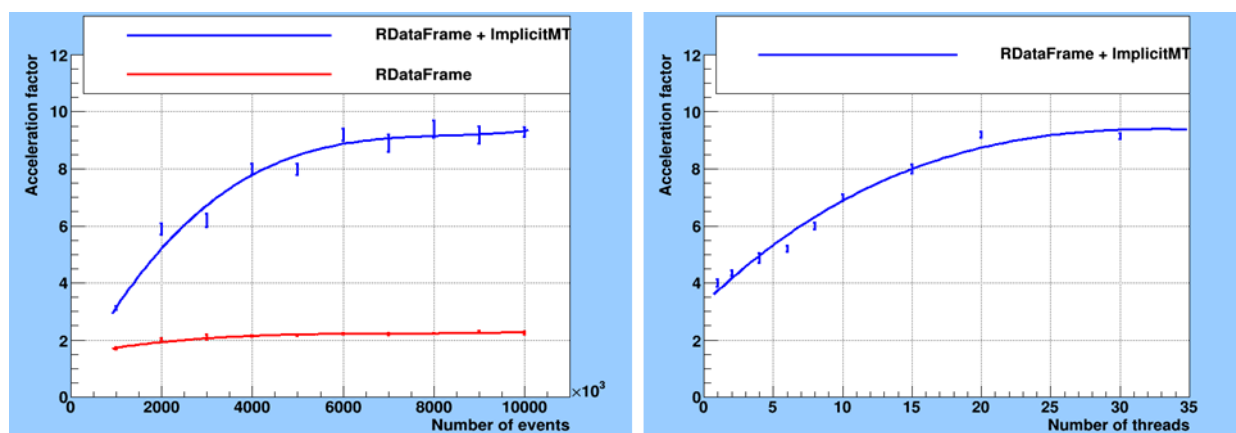 RDataFrame + ImplicitMT
RDataFrame
Acceleration factor
12
10
8
6
4
2
0
0 2000 4000 6000 8000 10000
×10³
Number of events
RDataFrame + ImplicitMT
Acceleration factor
12
10
8
6
4
2
0
0 5 10 15 20 25 30 35
Number of threads